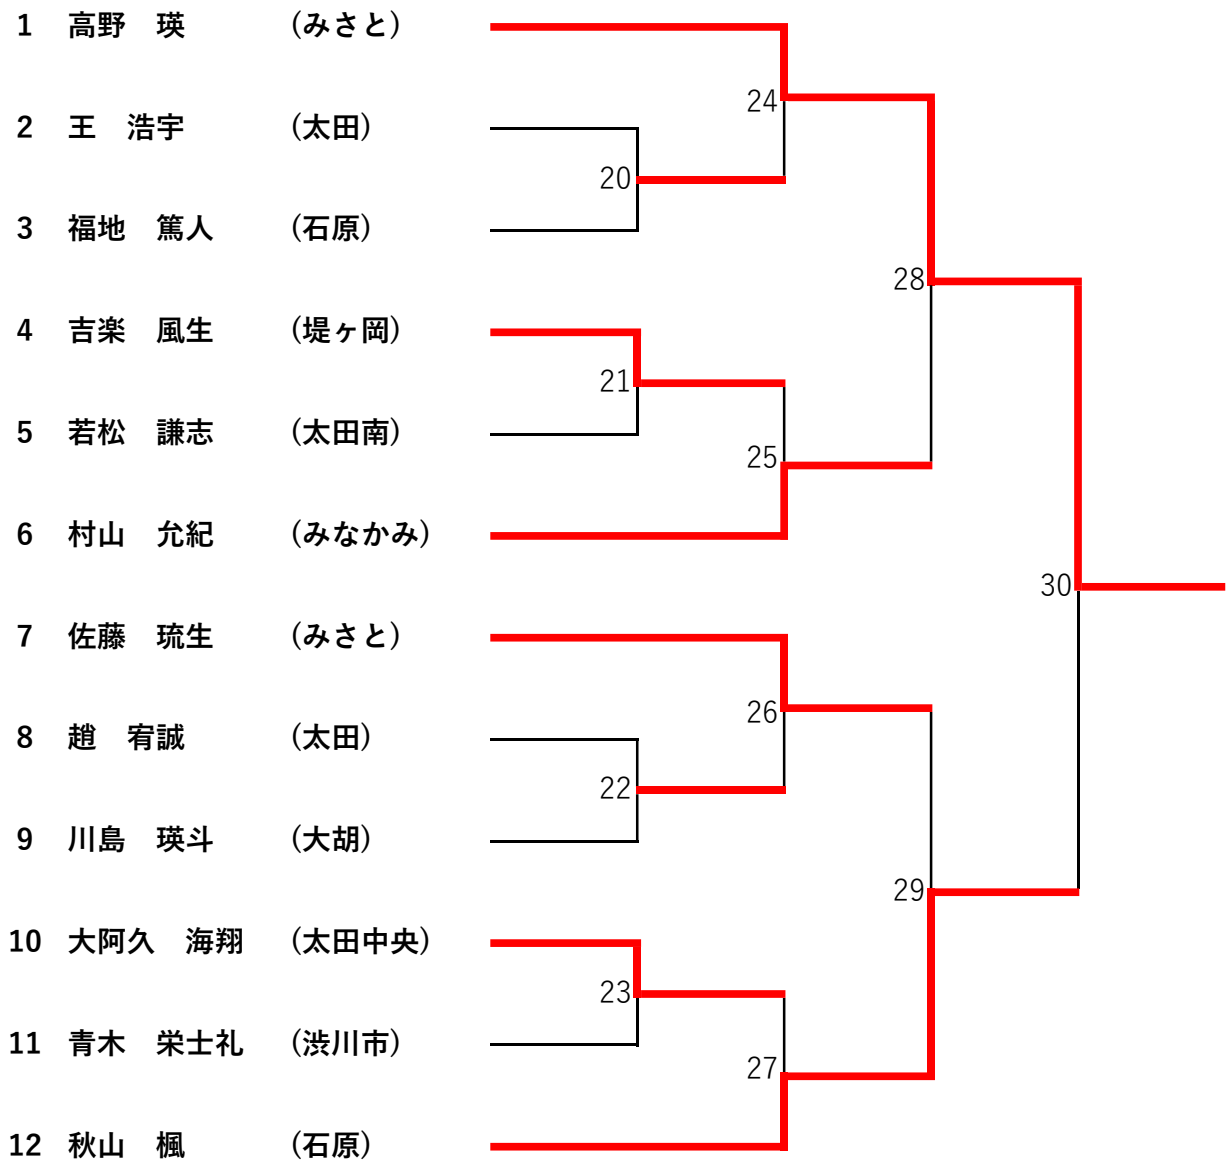 1 高野 瑛 (みさと)
24
2 王 浩宇 (太田)
20
3 福地 篤人 (石原)
28
4 吉楽 風生 (堤ヶ岡)
21
5 若松 謙志 (太田南)
25
6 村山 允紀 (みなかみ)
30
7 佐藤 琉生 (みさと)
26
8 趙 宥誠 (太田)
22
9 川島 瑛斗 (大胡)
29
10 大阿久 海翔 (太田中央)
23
11 青木 栄士礼 (渋川市)
27
12 秋山 楓 (石原)